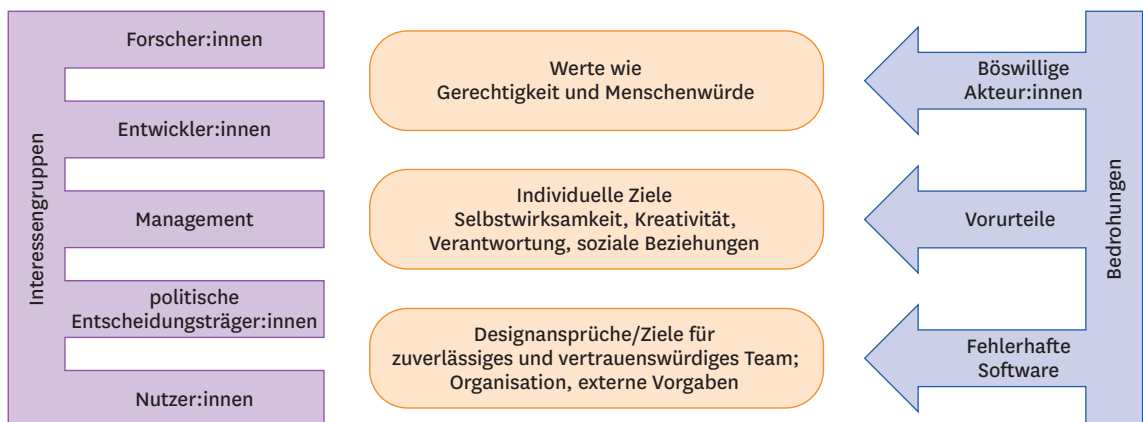 Interessengruppen
Forscher:innen
Entwickler:innen
Management
politische
Entscheidungsträger:innen
Nutzer:innen
Werte wie
Gerechtigkeit und Menschenwürde
Individuelle Ziele
Selbstwirksamkeit, Kreativität,
Verantwortung, soziale Beziehungen
Designansprüche/Ziele für
zuverlässiges und vertrauenswürdiges Team;
Organisation, externe Vorgaben
Böswillige
Akteur:innen
Vorurteile
Fehlerhafte
Software
Bedrohungen